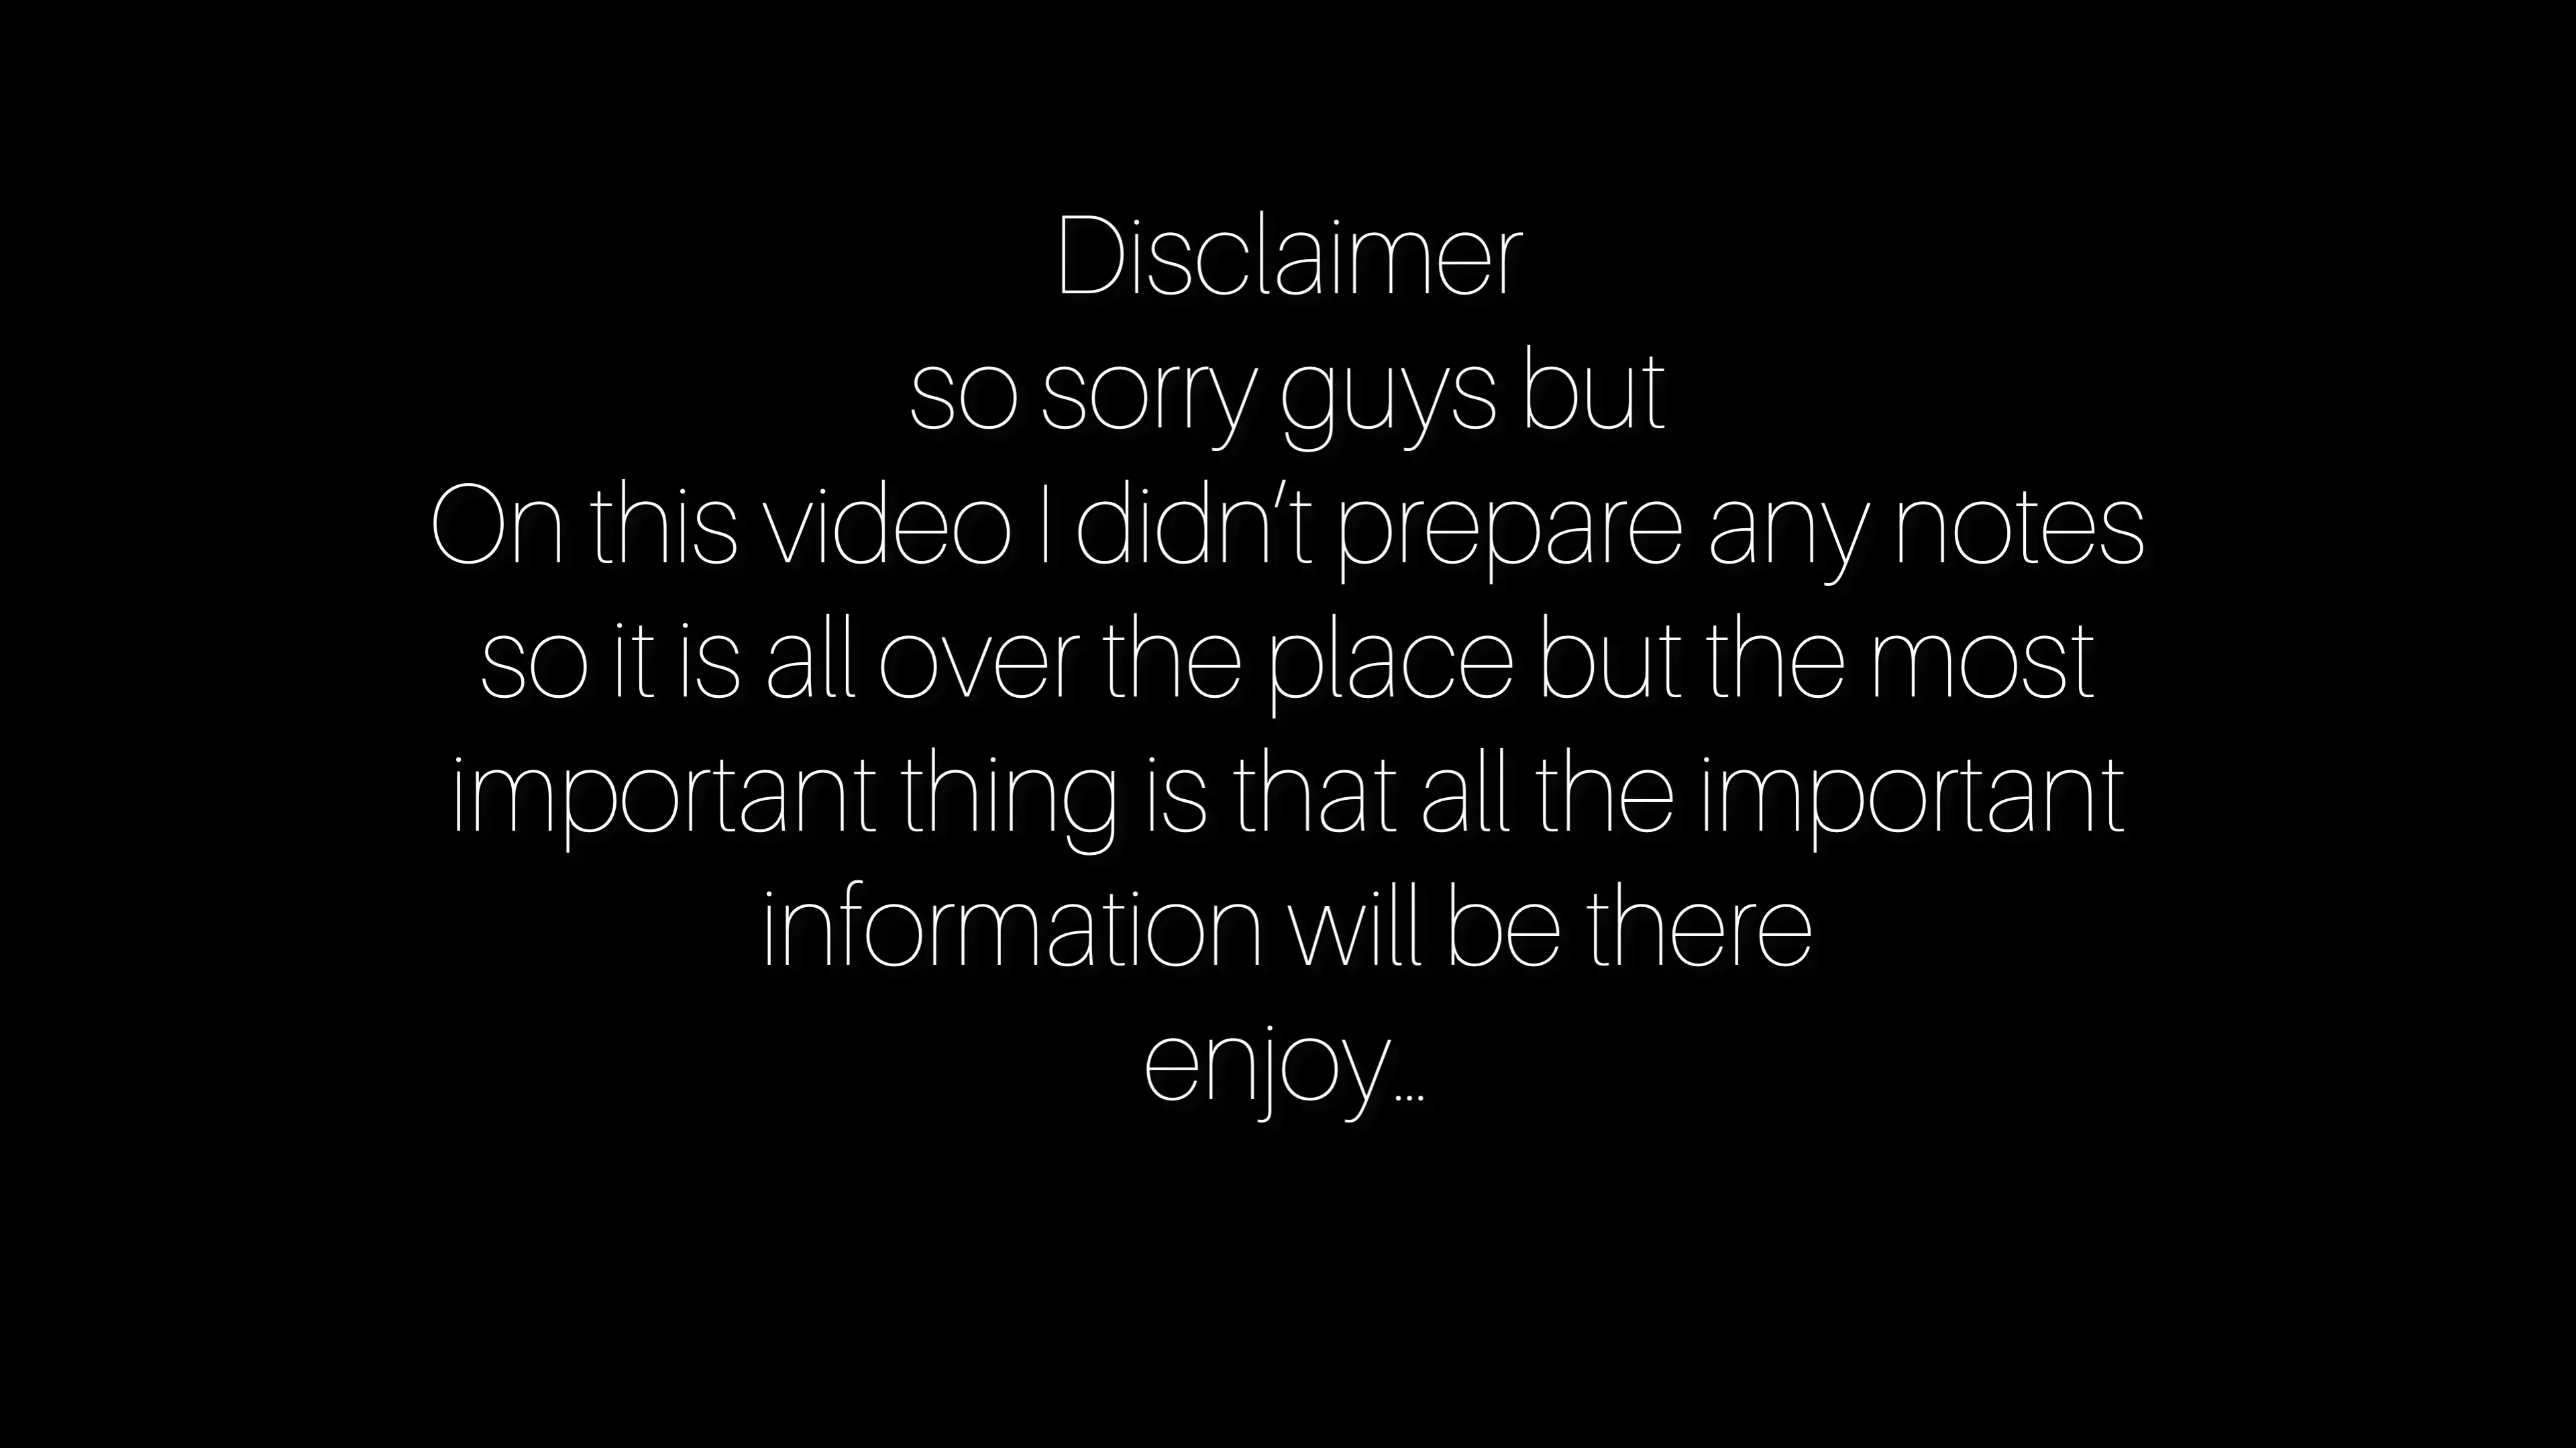 Disclaimer
so sorry guys but
On this video I didn’t prepare any notes
so it is all over the place but the most
important thing is that all the important
information will be there
enjoy...